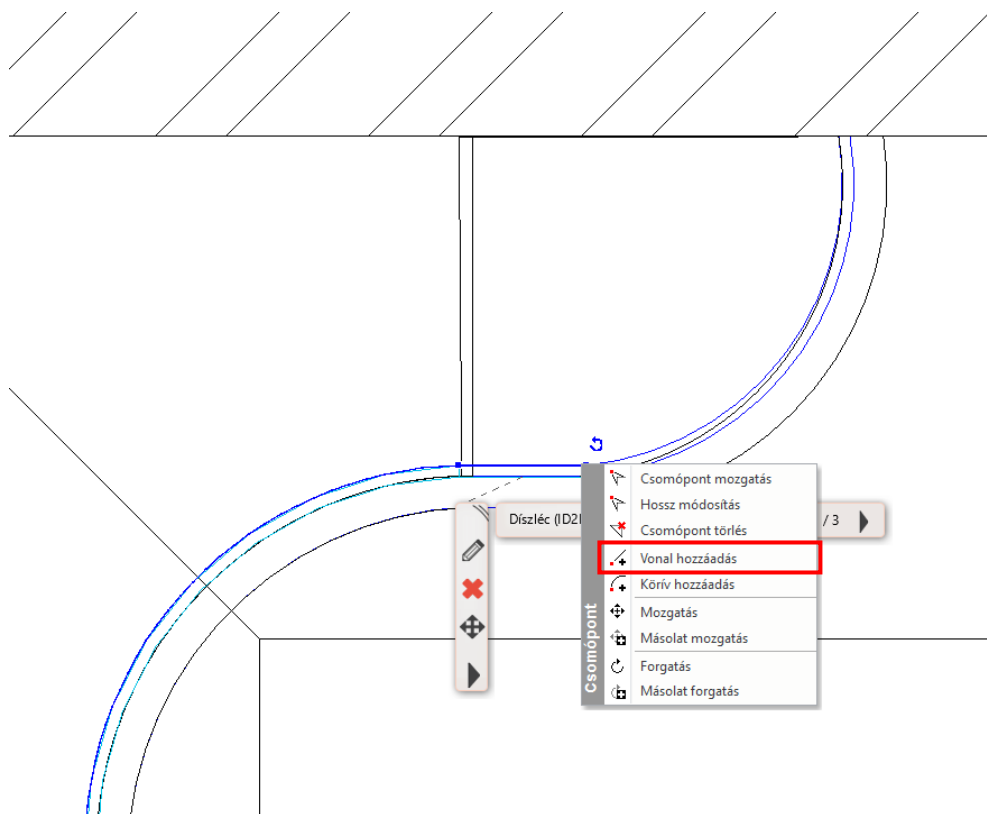 Díszléc (ID2
/ 3
Csomópont
Csomópont mozgatás
Hossz módosítás
Csomópont törlés
Vonal hozzáadás
Körív hozzáadás
Mozgatás
Másolat mozgatás
Forgatás
Másolat forgatás